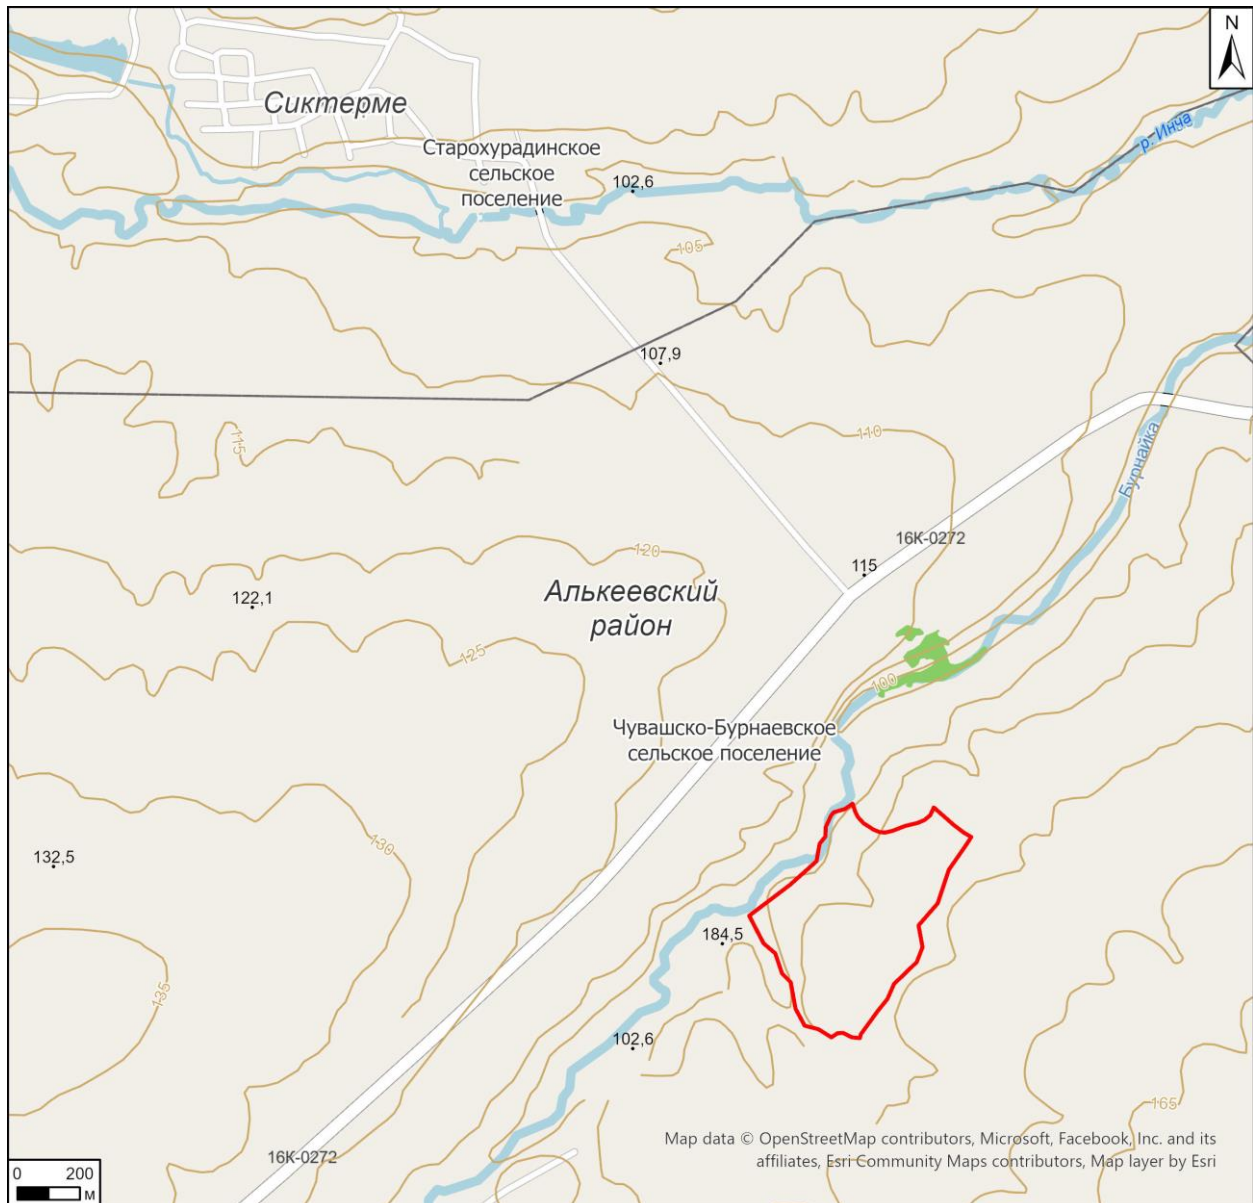 N
Сиктерме
р. Инча
Старохурадинское
сельское
поселение
102,6
105
107,9
110
115
Бурнайка
16К-0272
120
115
Алькеевский
район
122,1
125
100
Чувашско-Бурнаевское
сельское поселение
130
132,5
184,5
135
102,6
165
Map data © OpenStreetMap contributors, Microsoft, Facebook, Inc. and its
affiliates, Esri Community Maps contributors, Map layer by Esri
16К-0272
0 200
м